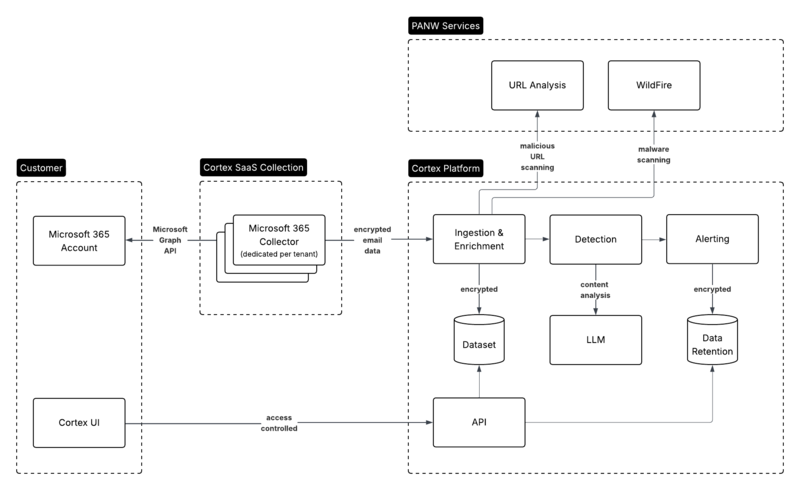 PANW Services
URL Analysis
WildFire
malicious
URL
scanning
malware
scanning
Customer
Cortex SaaS Collection
Cortex Platform
Microsoft 365
Account
Microsoft
Graph
API
Microsoft 365
Collector
(dedicated per tenant)
encrypted
email
data
Ingestion &
Enrichment
Detection
Alerting
encrypted
content
analysis
encrypted
Dataset
LLM
Data
Retention
Cortex UI
access
controlled
API